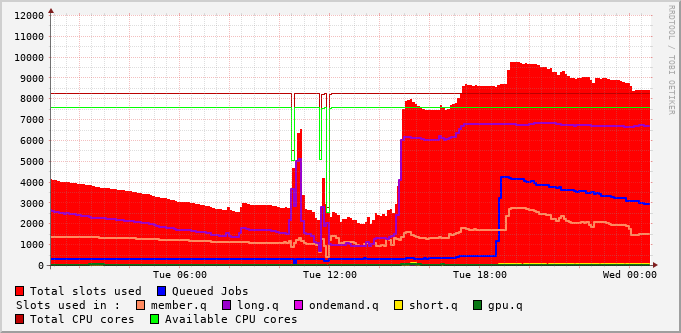 12000
11000
10000
9000
8000
7000
6000
5000
4000
3000
2000
1000
0
Tue 06:00 Tue 12:00 Tue 18:00 Wed 00:00
RRDTOOL / TOBI OETIKER
Total slots used Queued Jobs
Slots used in : member.q long.q ondemand.q short.q gpu.q
Total CPU cores Available CPU cores